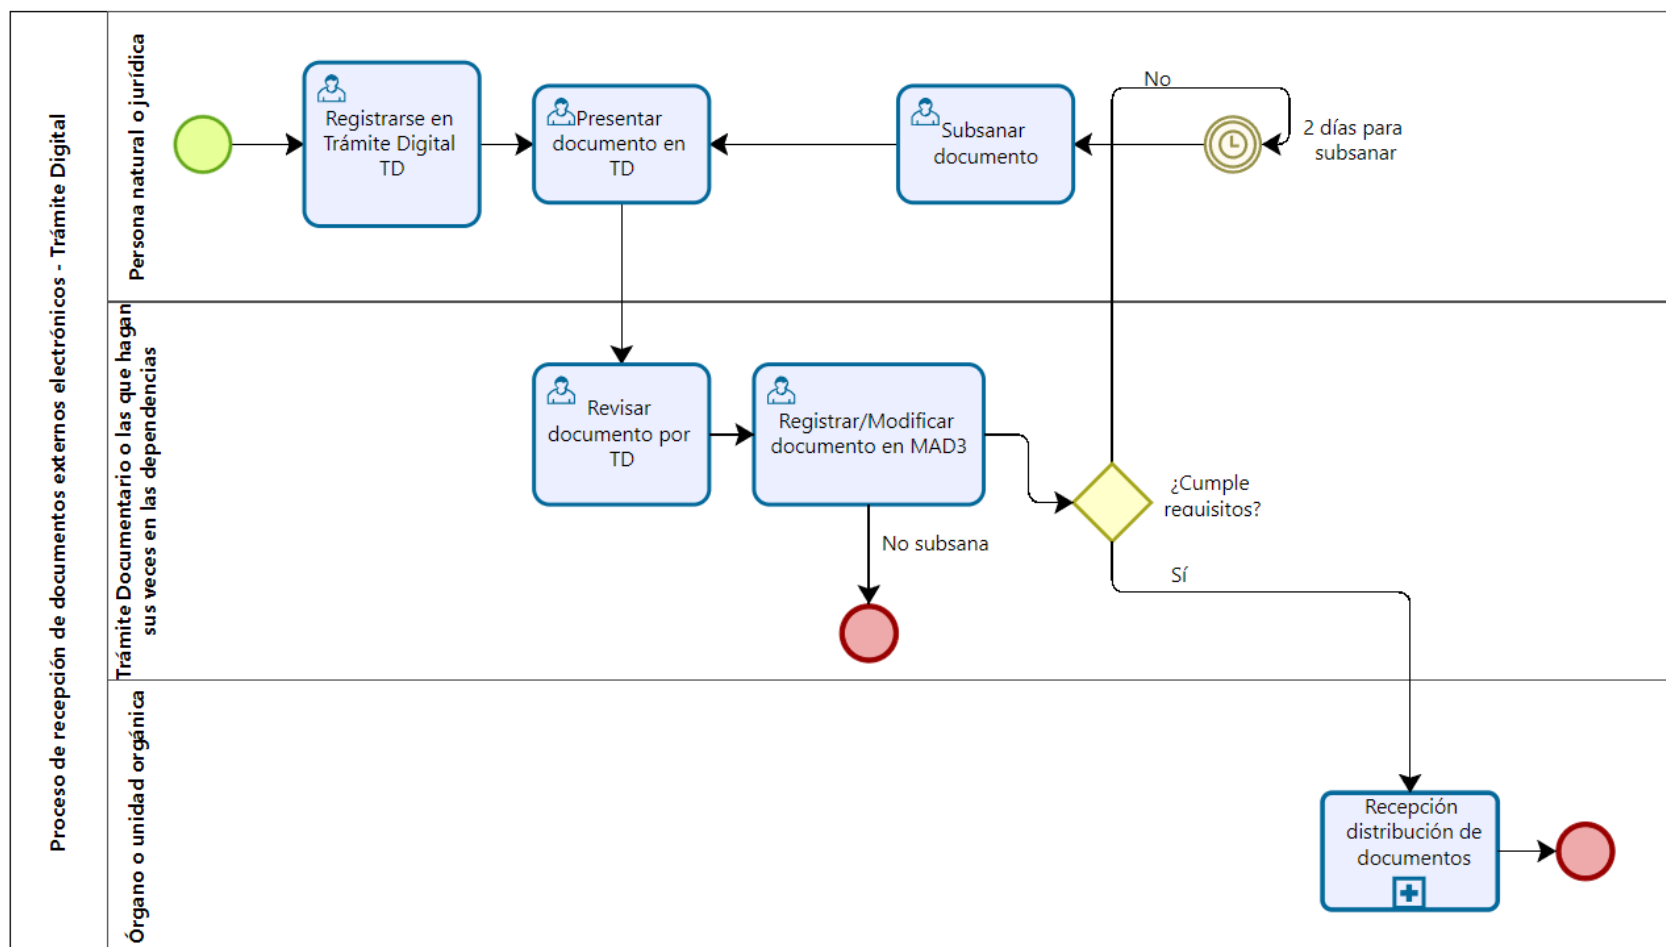 Proceso de recepción de documentos externos electrónicos - Trámite Digital
Persona natural o jurídica
Registrarse en
Trámite Digital
TD
Presentar
documento en
TD
Subsanar
documento
No
2 días para
subsanar
Trámite Documentario o las que hagan
sus veces en las dependencias
Revisar
documento por
TD
Registrar/Modificar
documento en MAD3
¿Cumple
requisitos?
No subsana
Sí
Órgano o unidad orgánica
Recepción
distribución de
documentos